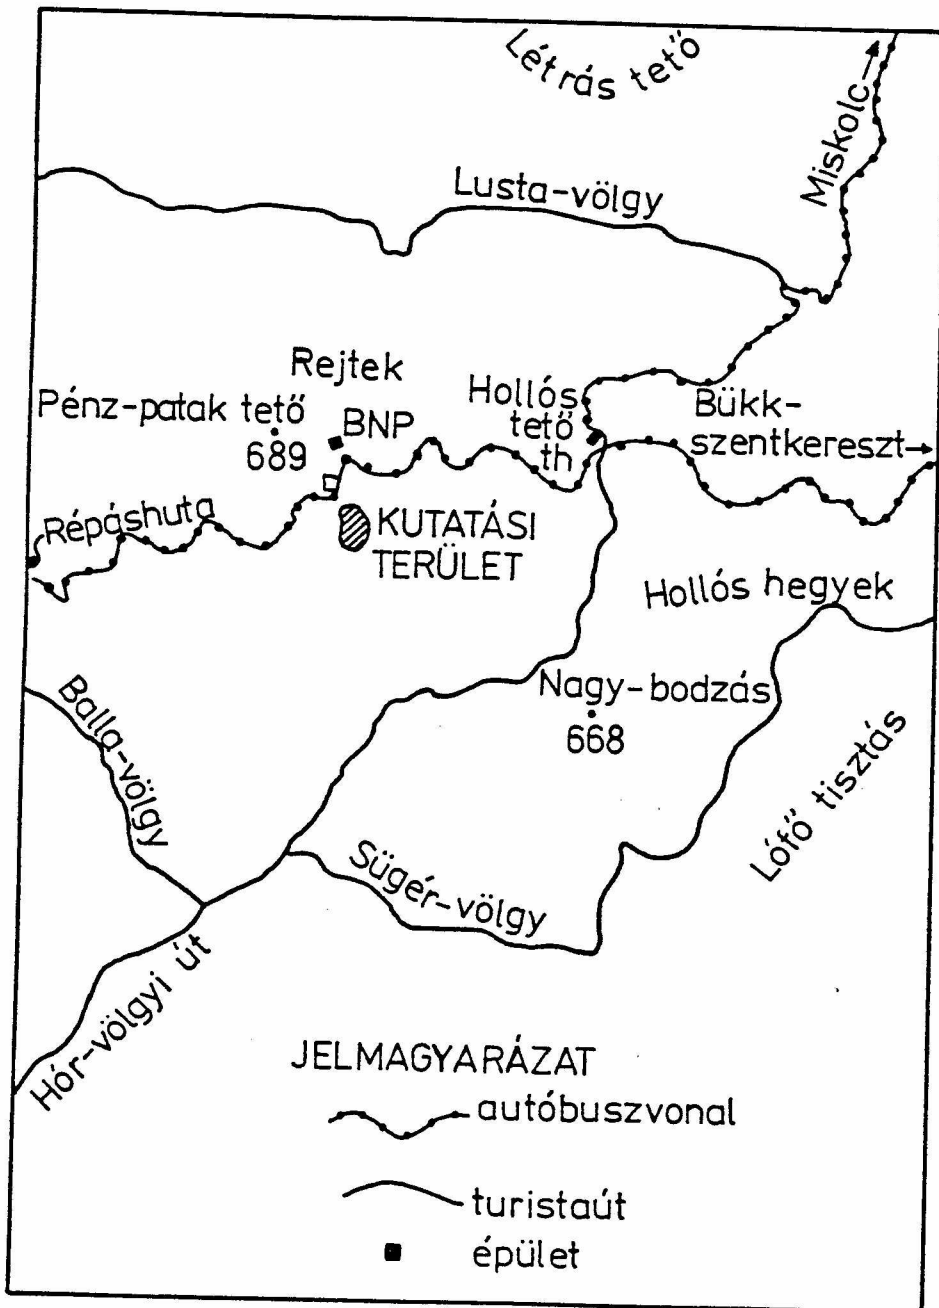 Létrás tető
Miskolc
Lusta-völgy
Rejtek
Pénz-patak tető
689
BNP
Hollós
tető
th
Bükk-
szentkereszt
Répáshuta
KUTATÁSI
TERÜLET
Hollós hegyek
Nagy-bodzás
668
Balla-völgy
Lófő tisztás
Sügér-völgy
Hór-völgyi út
JELMAGYARÁZAT
autóbuszvonal
turistaút
épület